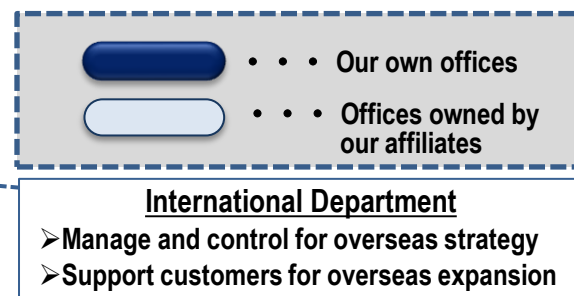 • • • Our own offices
• • • Offices owned by
our affiliates
International Department
➢Manage and control for overseas strategy
➢Support customers for overseas expansion